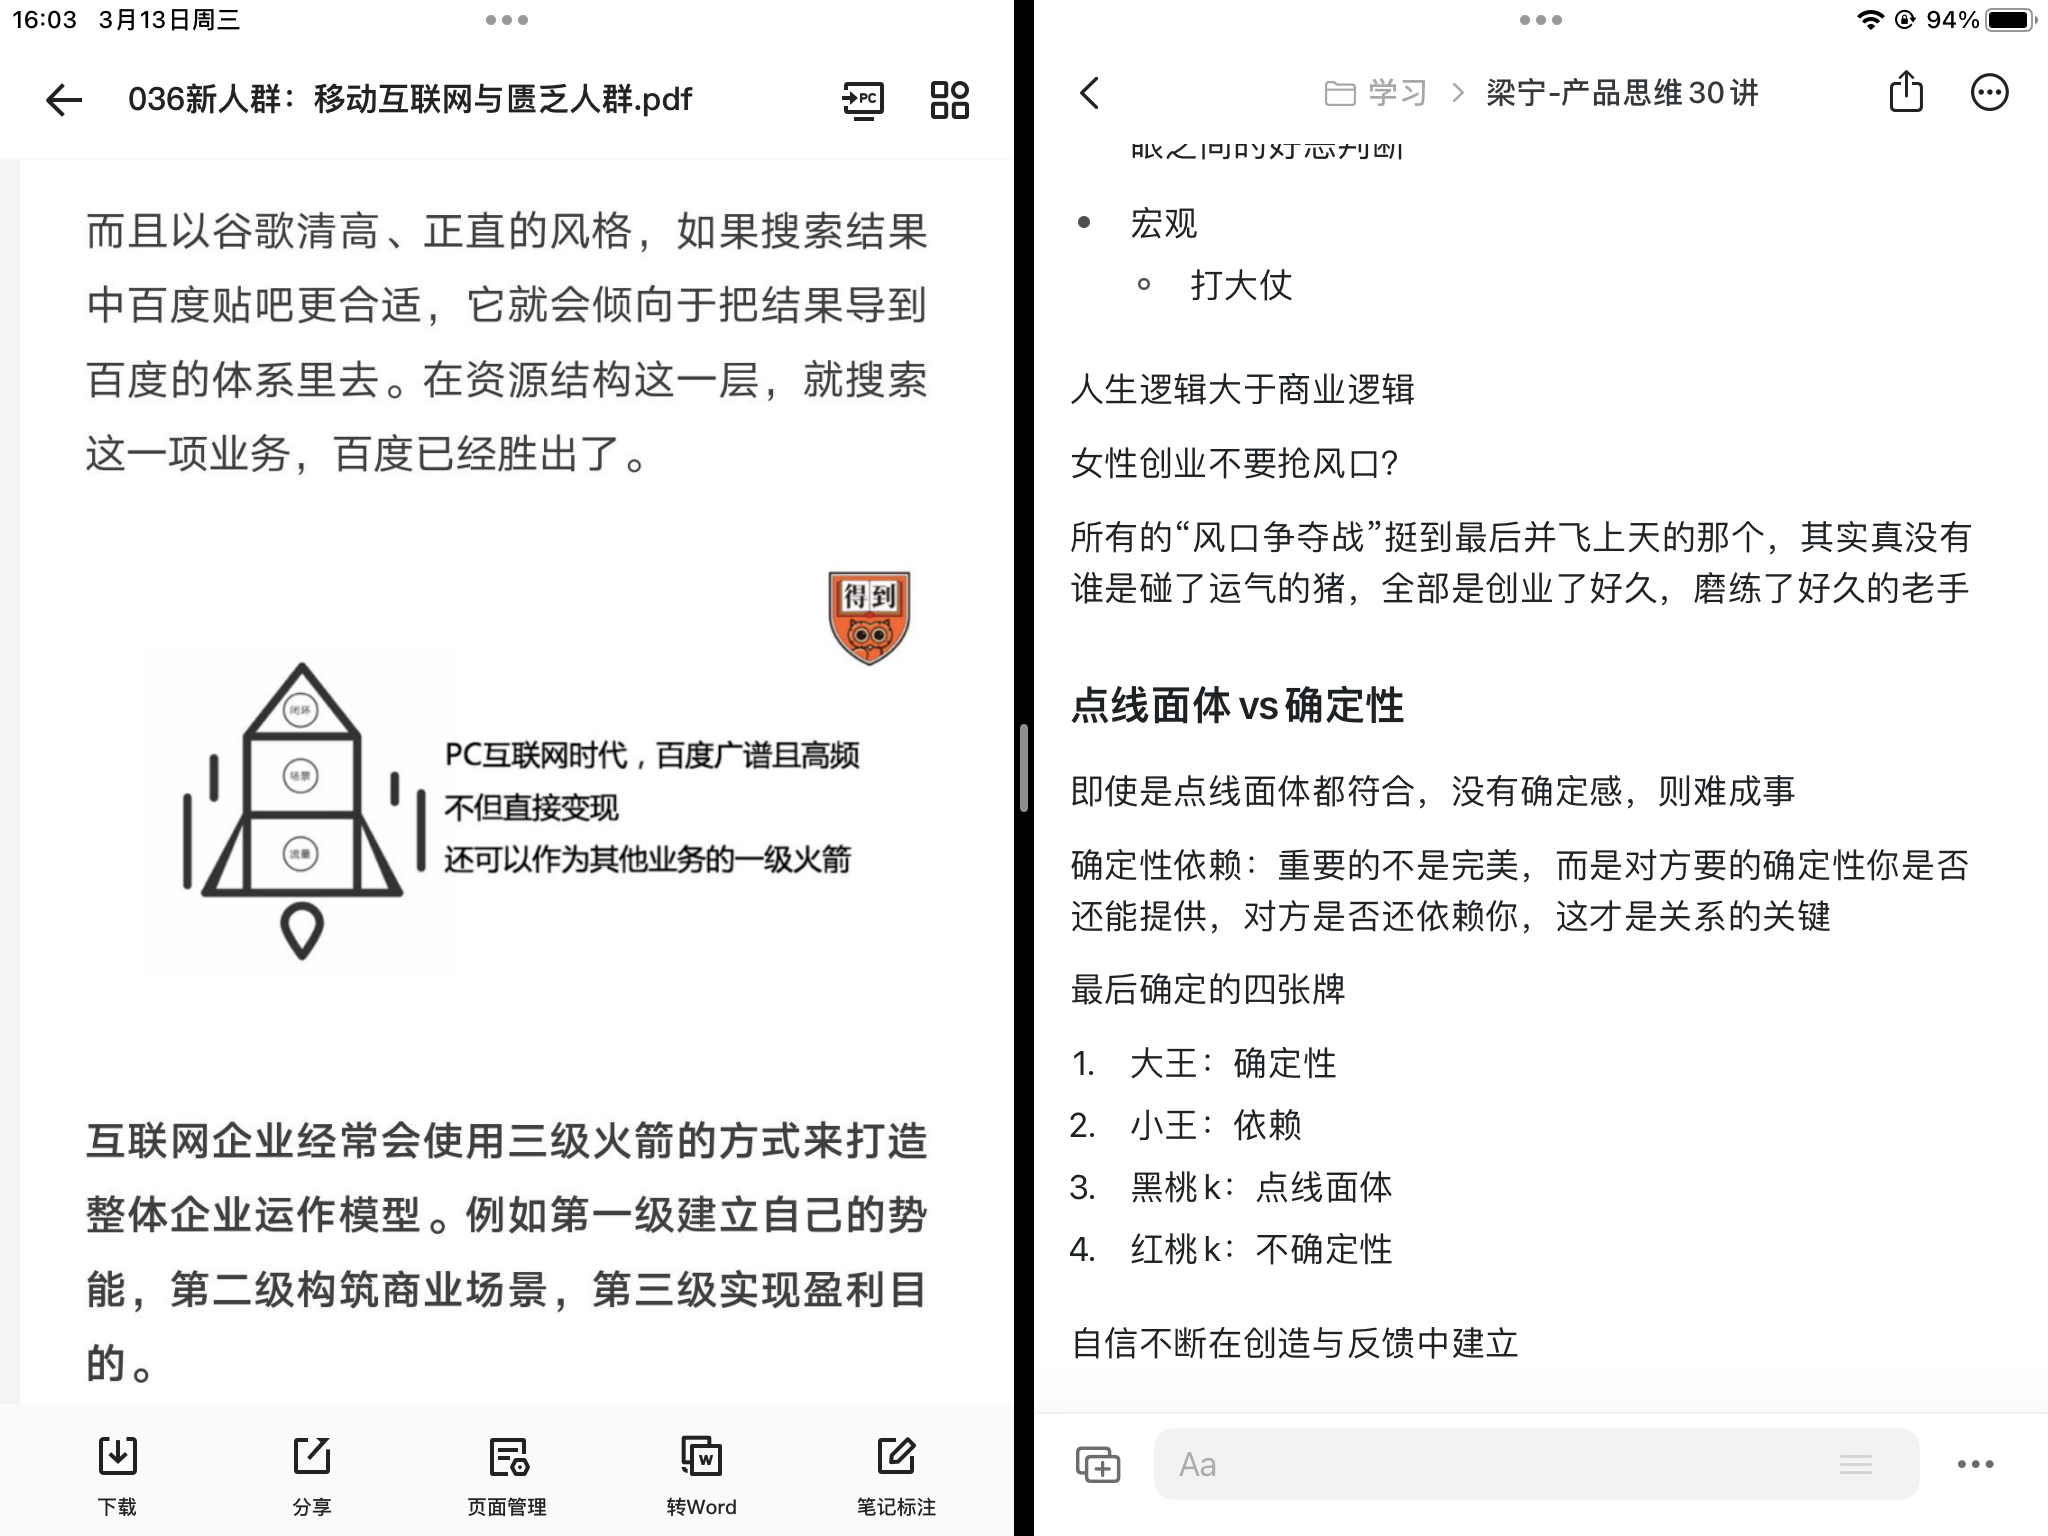 16:03 3月13日周三
94%
036新人群：移动互联网与匮乏人群.pdf
PC
而且以谷歌清高、正直的风格，如果搜索结果
中百度贴吧更合适，它就会倾向于把结果导到
百度的体系里去。在资源结构这一层，就搜索
这一项业务，百度已经胜出了。
得到
闭环
场景
流量
PC互联网时代，百度广谱且高频
不但直接变现
还可以作为其他业务的一级火箭
互联网企业经常会使用三级火箭的方式来打造
整体企业运作模型。例如第一级建立自己的势
能，第二级构筑商业场景，第三级实现盈利目
的。
下载
分享
页面管理
W
转Word
笔记标注
学习 > 梁宁-产品思维30讲
眼之间的好恶判断
• 宏观
◦ 打大仗
人生逻辑大于商业逻辑
女性创业不要抢风口？
所有的“风口争夺战”挺到最后并飞上天的那个，其实真没有
谁是碰了运气的猪，全部是创业了好久，磨练了好久的老手
点线面体vs确定性
即使是点线面体都符合，没有确定感，则难成事
确定性依赖：重要的不是完美，而是对方要的确定性你是否
还能提供，对方是否还依赖你，这才是关系的关键
最后确定的四张牌
1. 大王：确定性
2. 小王：依赖
3. 黑桃k：点线面体
4. 红桃k：不确定性
自信不断在创造与反馈中建立
Aa